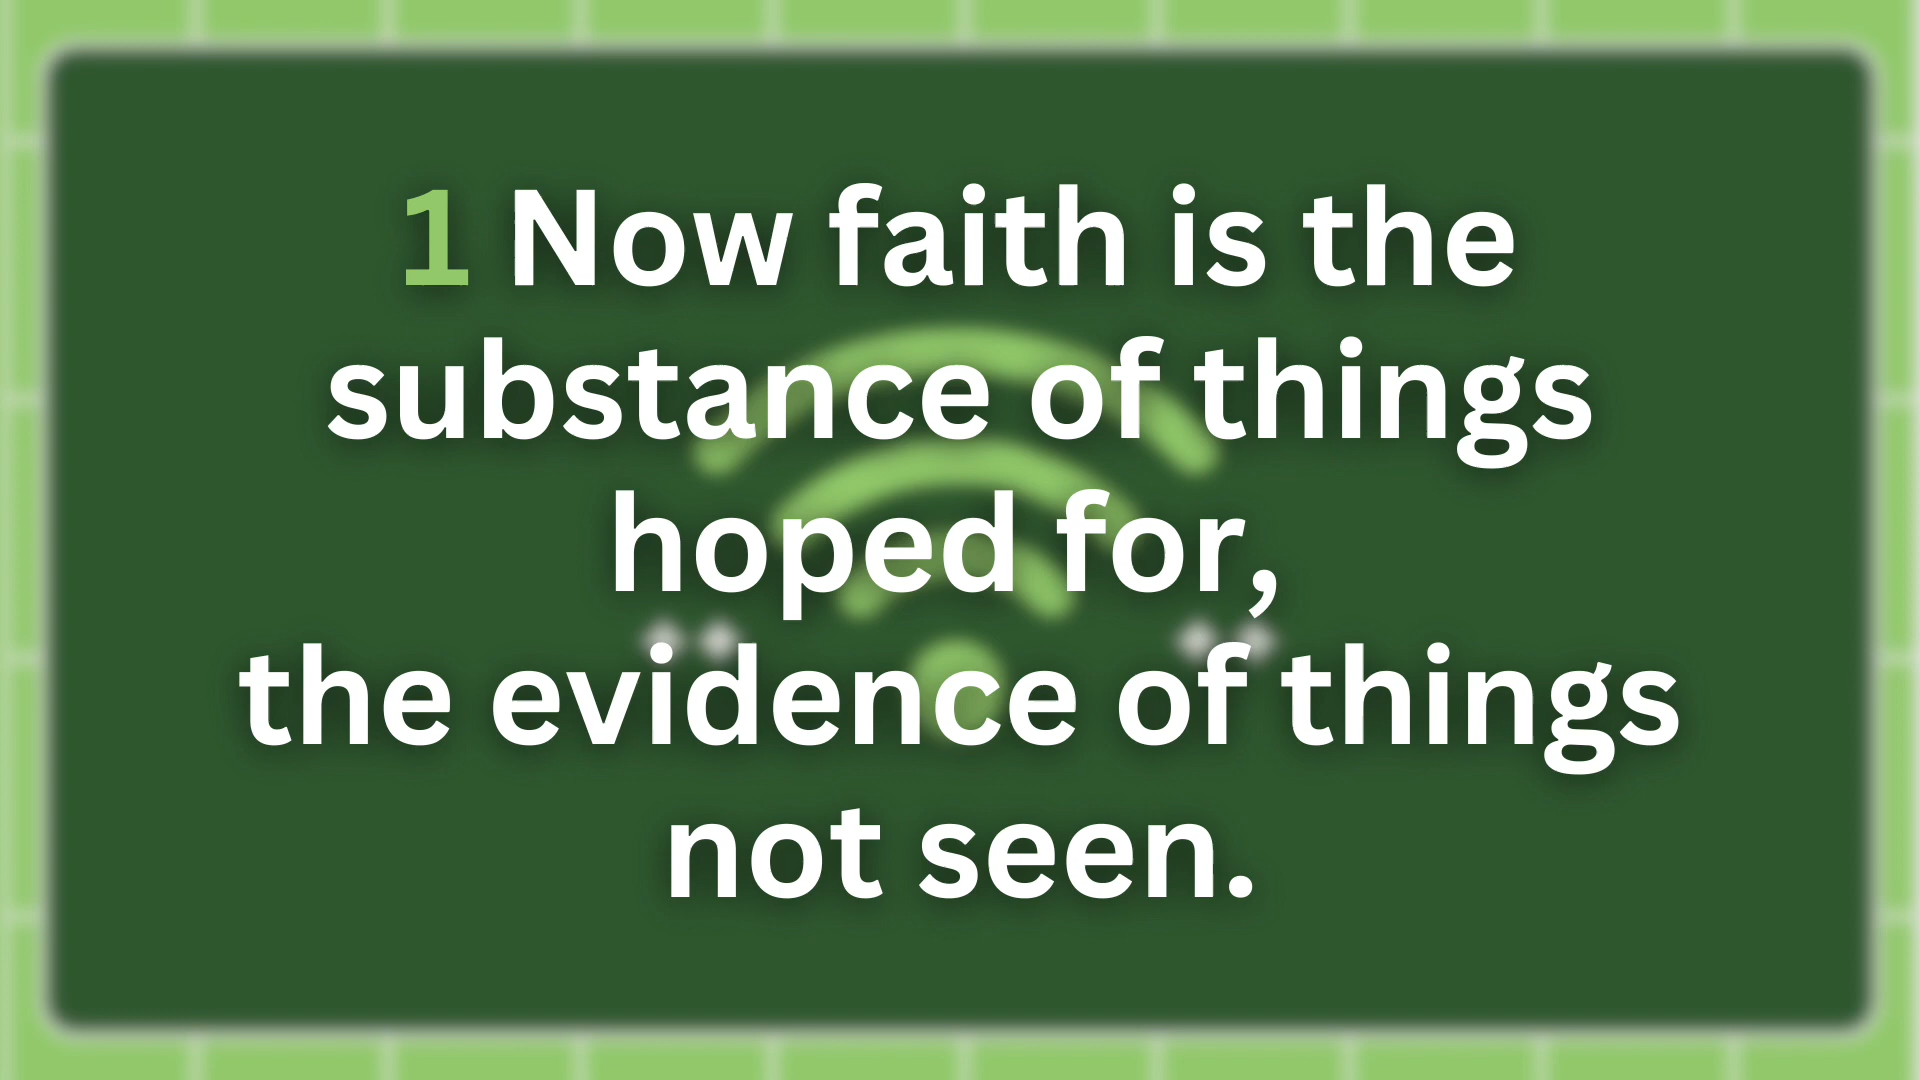 1 Now faith is the
substance of things
hoped for,
the evidence of things
not seen.